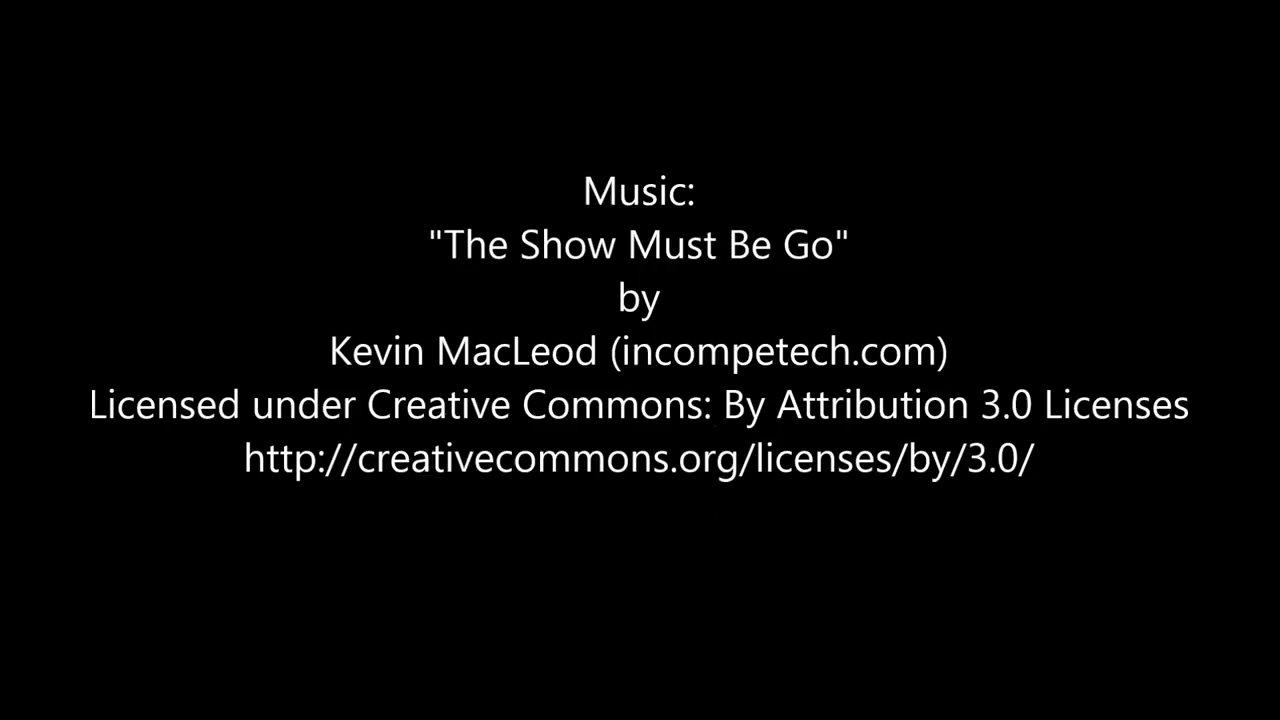 Music:
"The Show Must Be Go"
by
Kevin MacLeod (incompetech.com)
Licensed under Creative Commons: By Attribution 3.0 Licenses
http://creativecommons.org/licenses/by/3.0/